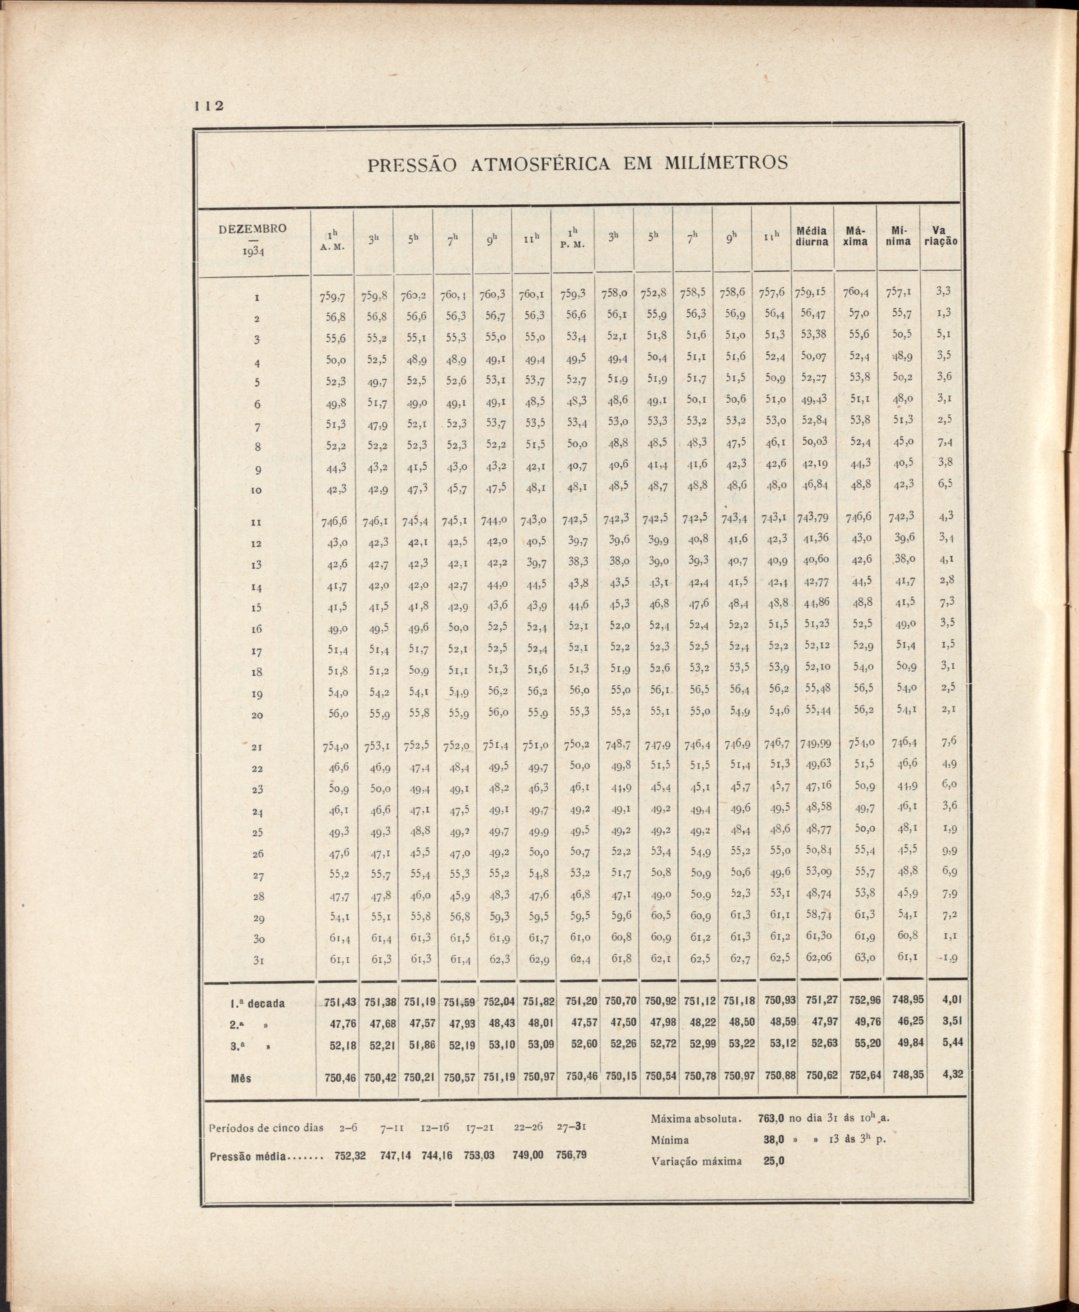 112
PRESSÃO ATMOSFÉRICA EM MILÍMETROS
DEZEMBRO — 1934 1h A. M. 3h 5h 7h 9h 11h 1h P. M. 3h 5h 7h 9h 11h Média diurna Má-xima Mí-nima Va riação
1 759,7 759,8 760,2 760,1 760,3 760,1 759,3 758,0 752,8 758,5 758,6 757,6 759,15 760,4 757,1 3,3
2 56,8 56,8 56,6 56,3 56,7 56,3 56,6 56,1 55,9 56,3 56,9 56,4 56,47 57,0 55,7 1,3
3 55,6 55,2 55,1 55,3 55,0 55,0 53,4 52,1 51,8 51,6 51,0 51,3 53,38 55,6 50,5 5,1
4 50,0 52,5 48,9 48,9 49,1 49,4 49,5 49,4 50,4 51,1 51,6 52,4 50,07 52,4 48,9 3,5
5 52,3 49,7 52,5 52,6 53,1 53,7 52,7 51,9 51,9 51,7 51,5 50,9 52,27 53,8 50,2 3,6
6 49,8 51,7 49,0 49,1 49,1 48,5 48,3 48,6 49,1 50,1 50,6 51,0 49,43 51,1 48,0 3,1
7 51,3 47,9 52,1 52,3 53,7 53,5 53,4 53,0 53,3 53,2 53,2 53,0 52,84 53,8 51,3 2,5
8 52,2 52,2 52,3 52,3 52,2 51,5 50,0 48,8 48,5 48,3 47,5 46,1 50,03 52,4 45,0 7,4
9 44,3 43,2 41,5 43,0 43,2 42,1 40,7 40,6 41,4 41,6 42,3 42,6 42,19 44,3 40,5 3,8
10 42,3 42,9 47,3 45,7 47,5 48,1 48,1 48,5 48,7 48,8 48,6 48,0 46,84 48,8 42,3 6,5
11 746,6 746,1 745,4 745,1 744,0 743,0 742,5 742,3 742,5 742,5 743,4 743,1 743,79 746,6 742,3 4,3
12 43,0 42,3 42,1 42,5 42,0 40,5 39,7 39,6 39,9 40,8 41,6 42,3 41,36 43,0 39,6 3,4
13 42,6 42,7 42,3 42,1 42,2 39,7 38,3 38,0 39,0 39,3 40,7 40,9 40,60 42,6 38,0 4,1
14 41,7 42,0 42,0 42,7 44,0 44,5 43,8 43,5 43,1 42,4 41,5 42,4 42,77 44,5 41,7 2,8
15 41,5 41,5 41,8 42,9 43,6 43,9 44,6 45,3 46,8 47,6 48,4 48,8 44,86 48,8 41,5 7,3
16 49,0 49,5 49,6 50,0 52,5 52,4 52,1 52,0 52,4 52,4 52,2 51,5 51,23 52,5 49,0 3,5
17 51,4 51,4 51,7 52,1 52,5 52,4 52,1 52,2 52,3 52,5 52,4 52,2 52,12 52,9 51,4 1,5
18 51,8 51,2 50,9 51,1 51,3 51,6 51,3 51,9 52,6 53,2 53,5 53,9 52,10 54,0 50,9 3,1
19 54,0 54,2 54,1 54,9 56,2 56,2 56,0 55,0 56,1 56,5 56,4 56,2 55,48 56,5 54,0 2,5
20 56,0 55,9 55,8 55,9 56,0 55,9 55,3 55,2 55,1 55,0 54,9 54,6 55,44 56,2 54,1 2,1
21 754,0 753,1 752,5 752,0 751,4 751,0 750,2 748,7 747,9 746,4 746,9 746,7 749,99 754,0 746,4 7,6
22 46,6 46,9 47,4 48,4 49,5 49,7 50,0 49,8 51,5 51,5 51,4 51,3 49,63 51,5 46,6 4,9
23 50,9 50,0 49,4 49,1 48,2 46,3 46,1 44,9 45,4 45,1 45,7 45,7 47,16 50,9 44,9 6,0
24 46,1 46,6 47,1 47,5 49,1 49,7 49,2 49,1 49,2 49,4 49,6 49,5 48,58 49,7 46,1 3,6
25 49,3 49,3 48,8 49,2 49,7 49,9 49,5 49,2 49,2 49,2 48,4 48,6 48,77 50,0 48,1 1,9
26 47,6 47,1 45,5 47,0 49,2 50,0 50,7 52,2 53,4 54,9 55,2 55,0 50,84 55,4 45,5 9,9
27 55,2 55,7 55,4 55,3 55,2 54,8 53,2 51,7 50,8 50,9 50,6 49,6 53,09 55,7 48,8 6,9
28 47,7 47,8 46,0 45,9 48,3 47,6 46,8 47,1 49,0 50,9 52,3 53,1 48,74 53,8 45,9 7,9
29 54,1 55,1 55,8 56,8 59,3 59,5 59,5 59,6 60,5 60,9 61,3 61,1 58,74 61,3 54,1 7,2
30 61,4 61,4 61,3 61,5 61,9 61,7 61,0 60,8 60,9 61,2 61,3 61,2 61,30 61,9 60,8 1,1
31 61,1 61,3 61,3 61,4 62,3 62,9 62,4 61,8 62,1 62,5 62,7 62,5 62,06 63,0 61,1 1,9
1.ª decada 751,43 751,38 751,19 751,59 752,04 751,82 751,20 750,70 750,92 751,12 751,18 750,93 751,27 752,96 748,95 4,01
2.ª » 47,76 47,68 47,57 47,93 48,43 48,01 47,57 47,50 47,98 48,22 48,50 48,59 47,97 49,76 46,25 3,51
3.ª » 52,18 52,21 51,86 52,19 53,10 53,09 52,60 52,26 52,72 52,99 53,22 53,12 52,63 55,20 49,84 5,44
Mês 750,46 750,42 750,21 750,57 751,19 750,97 750,46 750,15 750,54 750,78 750,97 750,88 750,62 752,64 748,35 4,32
Períodos de cinco dias 2-6 7-11 12-16 17-21 22-26 27-31
Pressão média....... 752,32 747,14 744,16 753,03 749,00 756,79
Máxima absoluta. 763,0 no dia 31 ás 10h a.
Mínima 38,0 » » 13 ás 3h p.
Variação máxima 25,0